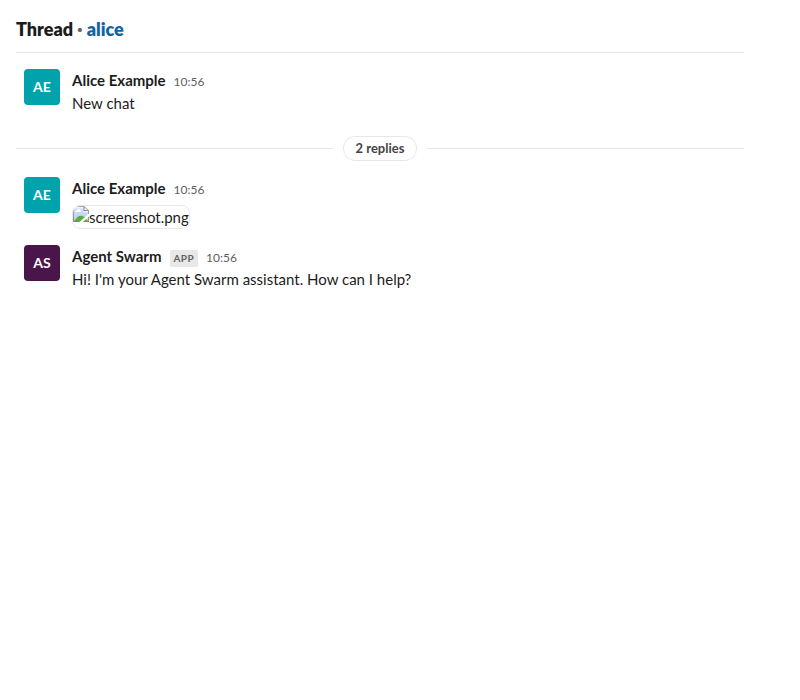 Thread • alice
AE
Alice Example 10:56
New chat
2 replies
AE
Alice Example 10:56
screenshot.png
AS
Agent Swarm APP 10:56
Hi! I'm your Agent Swarm assistant. How can I help?